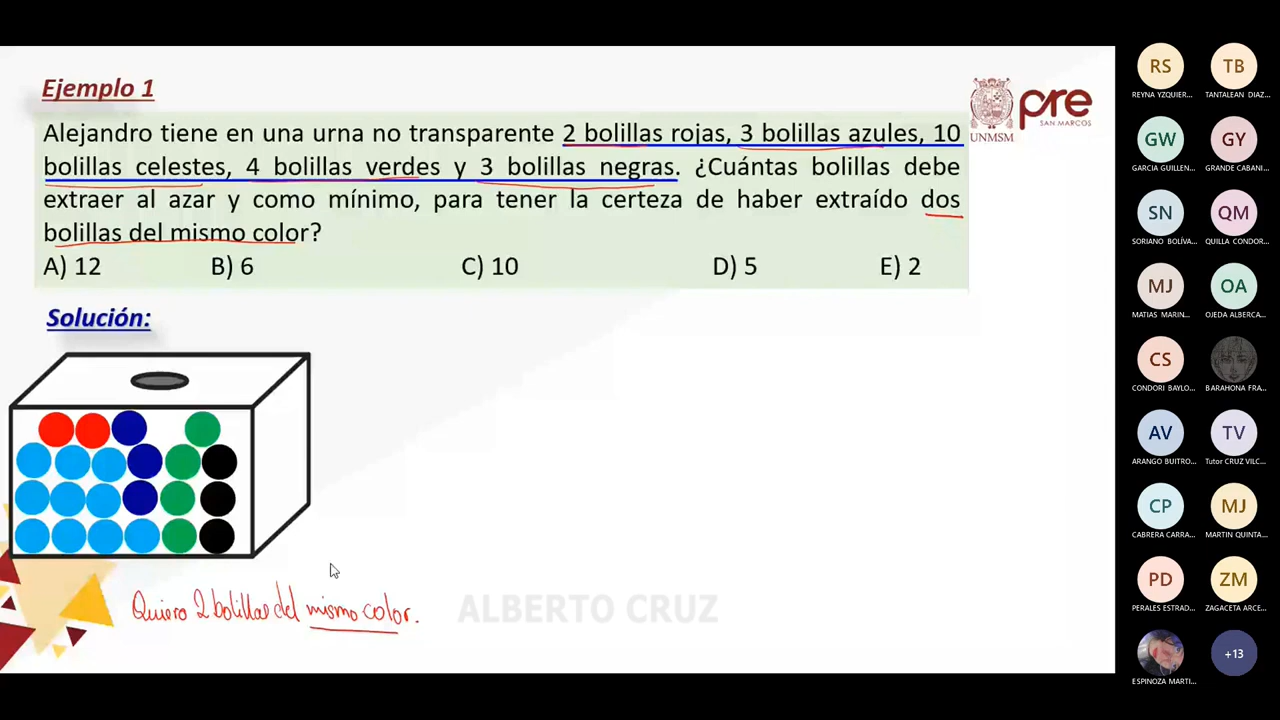 Ejemplo 1
Alejandro tiene en una urna no transparente 2 bolillas rojas, 3 bolillas azules, 10
bolillas celestes, 4 bolillas verdes y 3 bolillas negras. ¿Cuántas bolillas debe
extraer al azar y como mínimo, para tener la certeza de haber extraído dos
bolillas del mismo color?
A) 12 B) 6 C) 10 D) 5 E) 2
UNMSM
pre
SAN MARCOS
Solución:
Quiero 2 bolillas del mismo color.
ALBERTO CRUZ
RS TB
REYNA YZQUIER... TANTALEAN DIAZ...
GW GY
GARCIA GUILLEN... GRANDE CABANI...
SN QM
SORIANO BOLÍVA... QUILLA CONDOR...
MJ OA
MATIAS MARIN... OJEDA ALBERCA...
CS
CONDORI BAYLO... BARAHONA FRA...
AV TV
ARANGO BUITRO... Tutor CRUZ VILC...
CP MJ
CABRERA CARRA... MARTIN QUINTA...
PD ZM
PERALES ESTRAD... ZAGACETA ARCE...
+13
ESPINOZA MARTI...